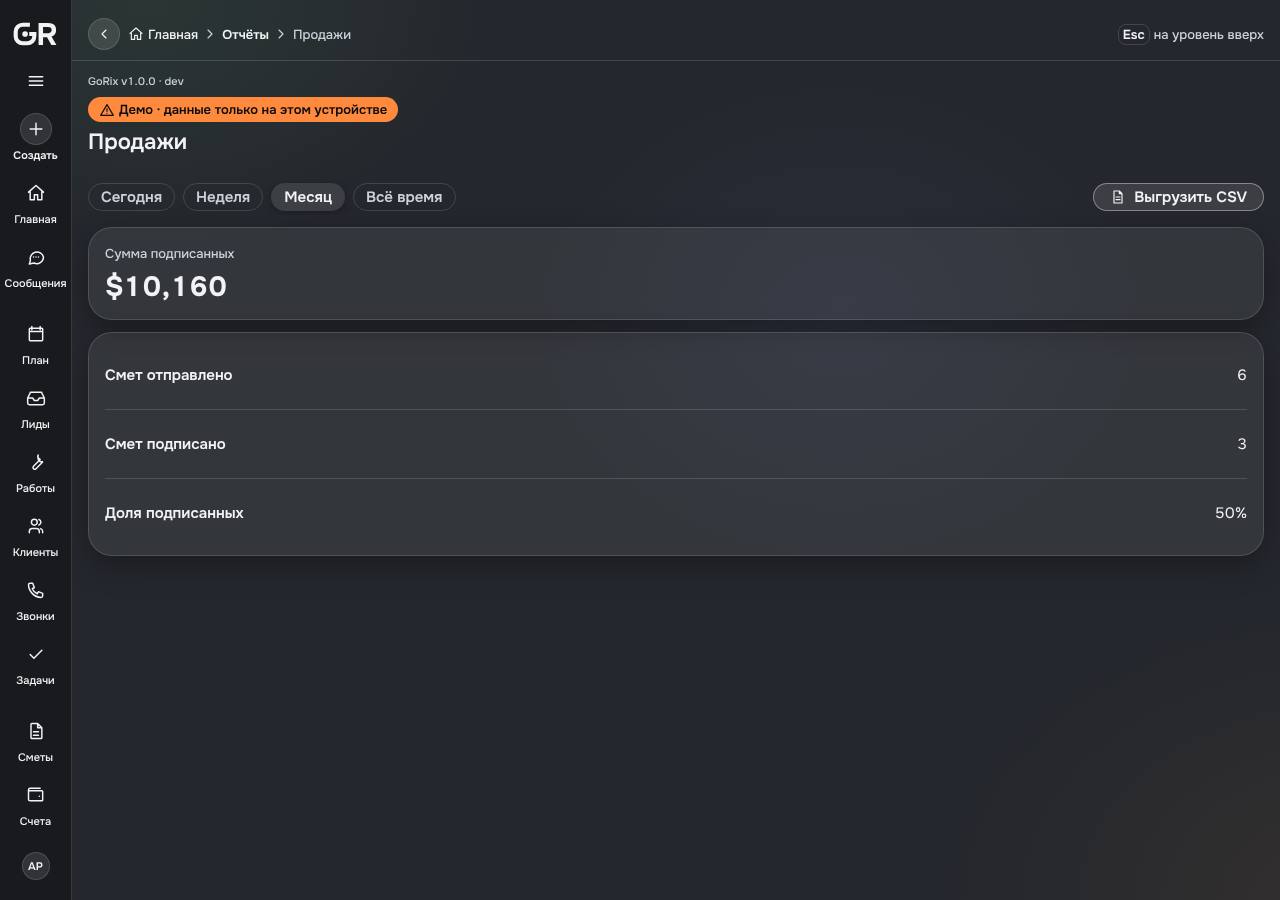 GR
Создать
Главная
Сообщения
План
Лиды
Работы
Клиенты
Звонки
Задачи
Сметы
Счета
AP
Главная
Отчёты
Продажи
Esc на уровень вверх
GoRix v1.0.0 · dev
Демо · данные только на этом устройстве
Продажи
Сегодня
Неделя
Месяц
Всё время
Выгрузить CSV
Сумма подписанных
$10,160
Смет отправлено 6
Смет подписано 3
Доля подписанных 50%